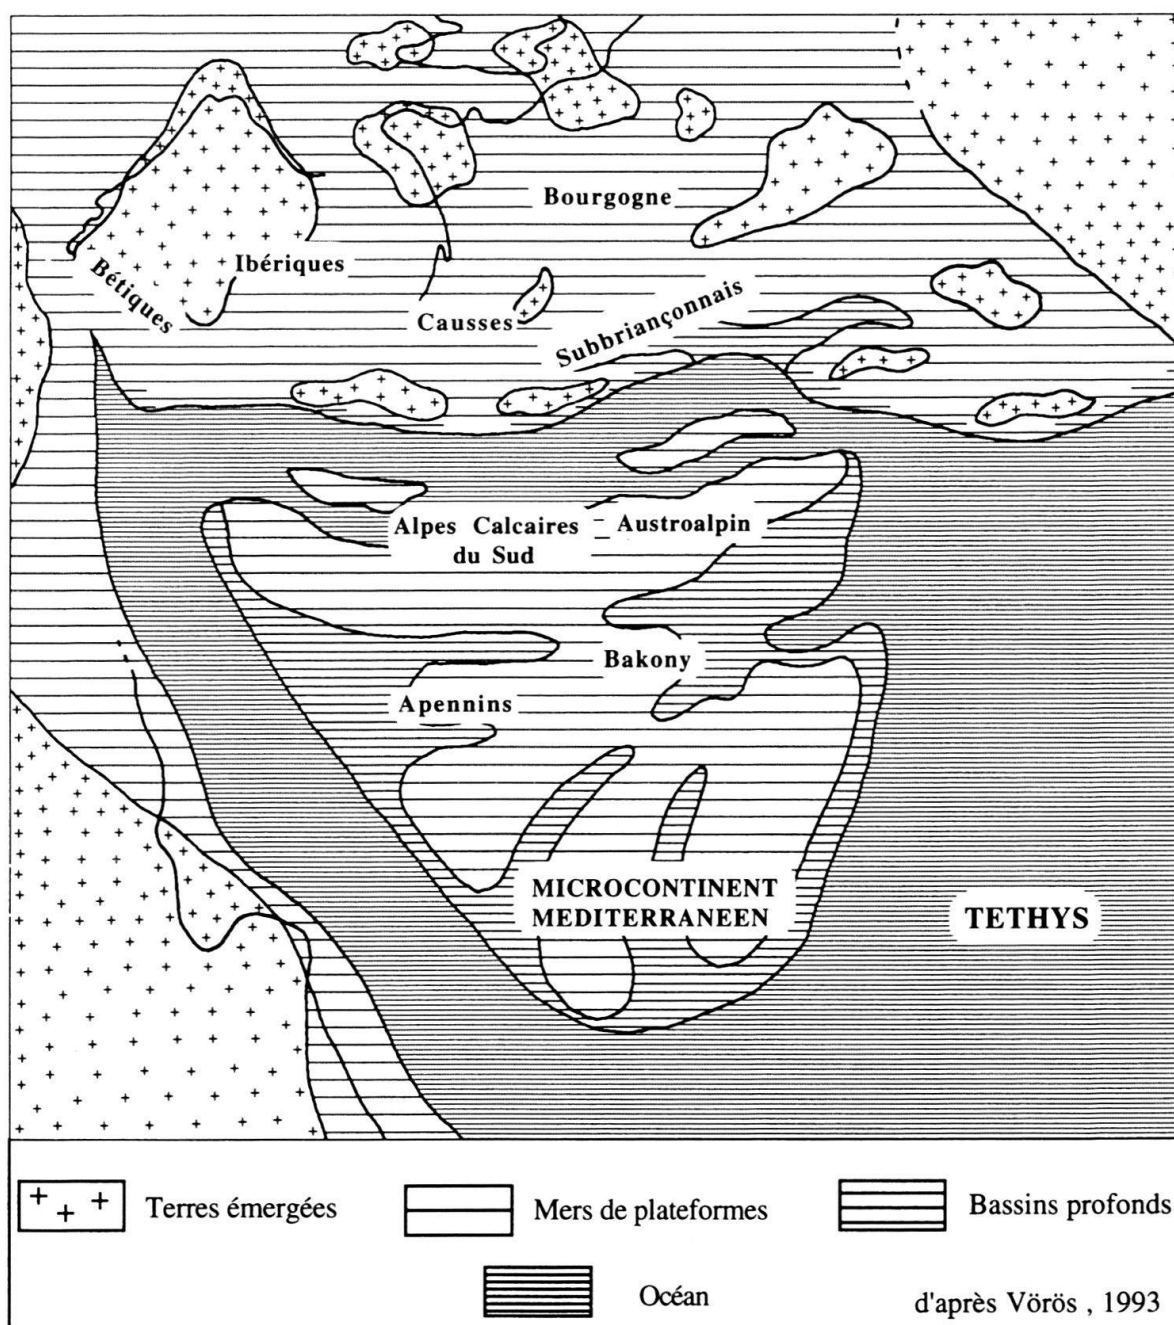 Bourgogne
Ibériques
Bétiques
Causses
Subbriançonnais
Alpes Calcaires
du Sud
Austroalpin
Bakony
Apennins
MICROCONTINENT
MEDITERRANEEN
TETHYS
Terres émergées
Mers de plateformes
Bassins profonds
Océan
d'après Vörös , 1993